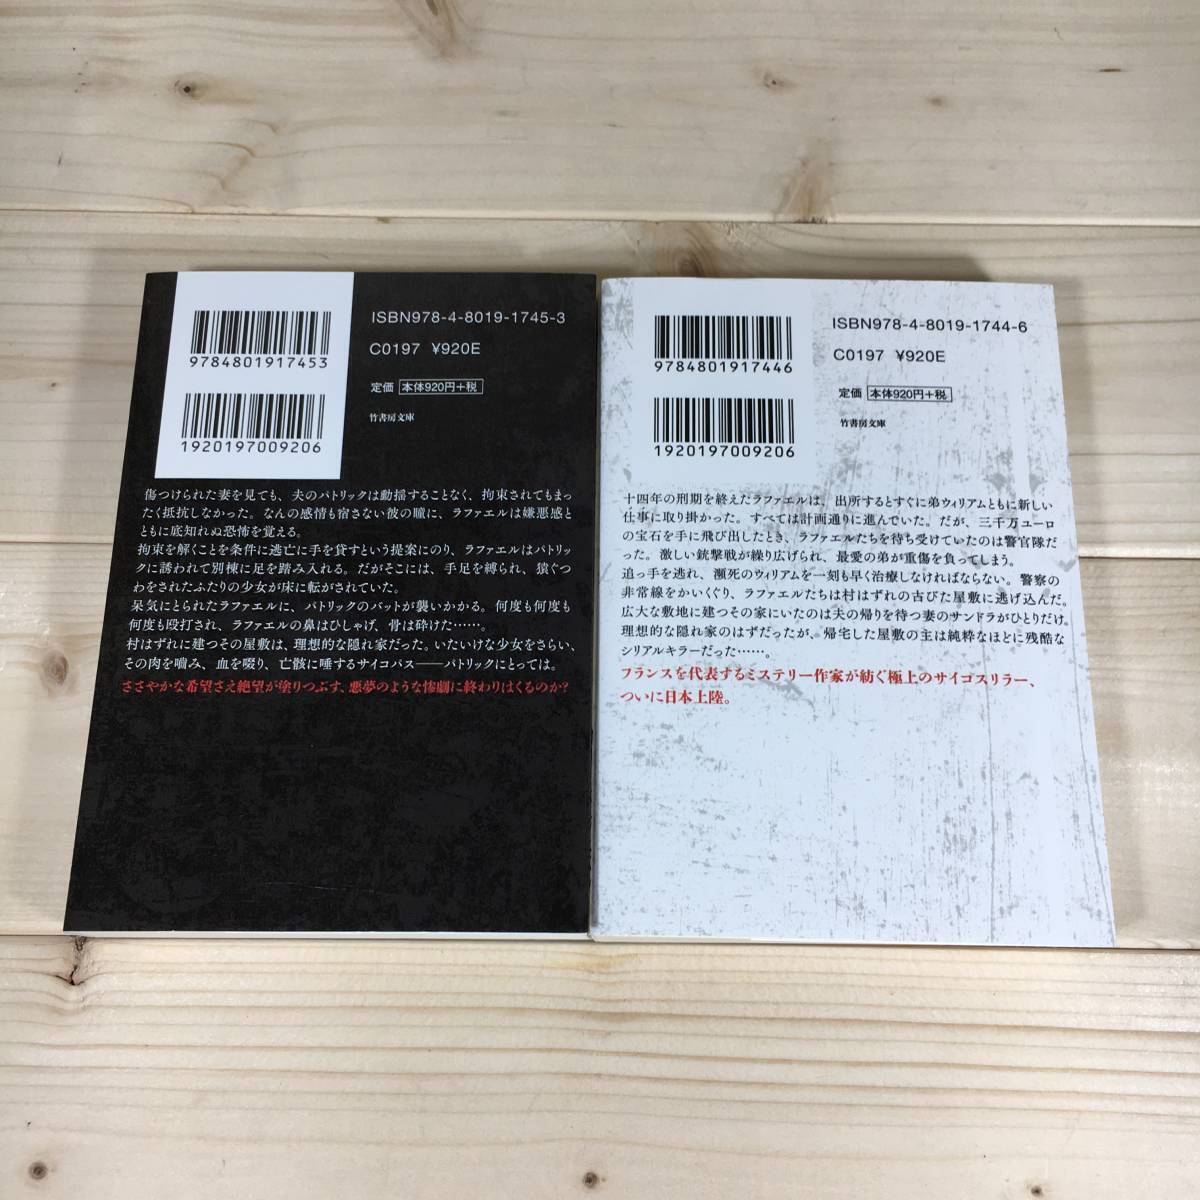 ISBN978-4-8019-1745-3
9784801917453
C0197 ¥920E
定価 本体920円+税
竹書房文庫
1920197009206
傷つけられた妻を見ても、夫のパトリックは動揺することなく、拘束されてもまっ
たく抵抗しなかった。なんの感情も宿さない彼の瞳に、ラファエルは嫌悪感と
ともに底知れぬ恐怖を覚える。
拘束を解くことを条件に逃亡に手を貸すという提案にのり、ラファエルはパトリック
に誘われて別棟に足を踏み入れる。だがそこには、手足を縛られ、猿ぐつ
わをされたふたりの少女が床に転がされていた。
呆気にとられたラファエルに、パトリックのバットが襲いかかる。何度も何度も
何度も殴打され、ラファエルの鼻はひしゃげ、骨は砕けた……。
村はずれに建つその屋敷は、理想的な隠れ家だった。いたいけな少女をさらい、
その肉を嚙み、血を啜り、亡骸に唾するサイコパス――パトリックにとっては。
ささやかな希望さえ絶望が塗りつぶす、悪夢のような惨劇に終わりはくるのか?
ISBN978-4-8019-1744-6
9784801917446
C0197 ¥920E
定価 本体920円+税
竹書房文庫
1920197009206
十四年の刑期を終えたラファエルは、出所するとすぐに弟ウィリアムともに新しい
仕事に取り掛かった。すべては計画通りに進んでいた。だが、三千万ユーロ
の宝石を手に飛び出したとき、ラファエルたちを待ち受けていたのは警官隊だ
った。激しい銃撃戦が繰り広げられ、最愛の弟が重傷を負ってしまう。
追っ手を逃れ、瀕死のウィリアムを一刻も早く治療しなければならない。警察の
非常線をかいくぐり、ラファエルたちは村はずれの古びた屋敷に逃げ込んだ。
広大な敷地に建つその家にいたのは夫の帰りを待つ妻のサンドラがひとりだけ。
理想的な隠れ家のはずだったが、帰宅した屋敷の主は純粋なほどに残酷な
シリアルキラーだった……。
フランスを代表するミステリー作家が紡ぐ極上のサイコスリラー、
ついに日本上陸。